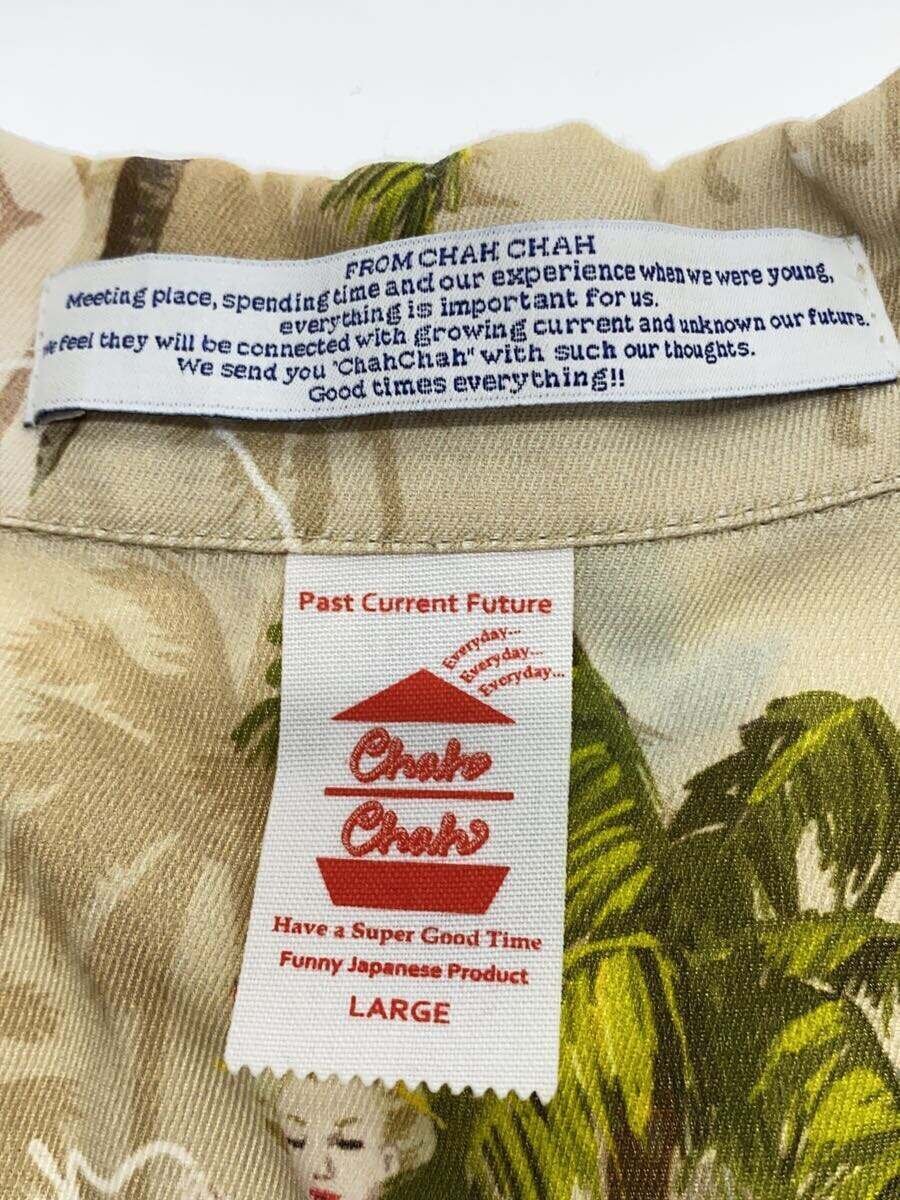 FROM CHAH CHAH
Meeting place, spending time and our experience when we were young,
everything is important for us.
feel they will be connected with growing current and unknown our future.
We send you "ChahChah" with such our thoughts.
Good times everything!!
Past Current Future
Everyday...
Everyday...
Everyday...
Chah
Chah
Have a Super Good Time
Funny Japanese Product
LARGE